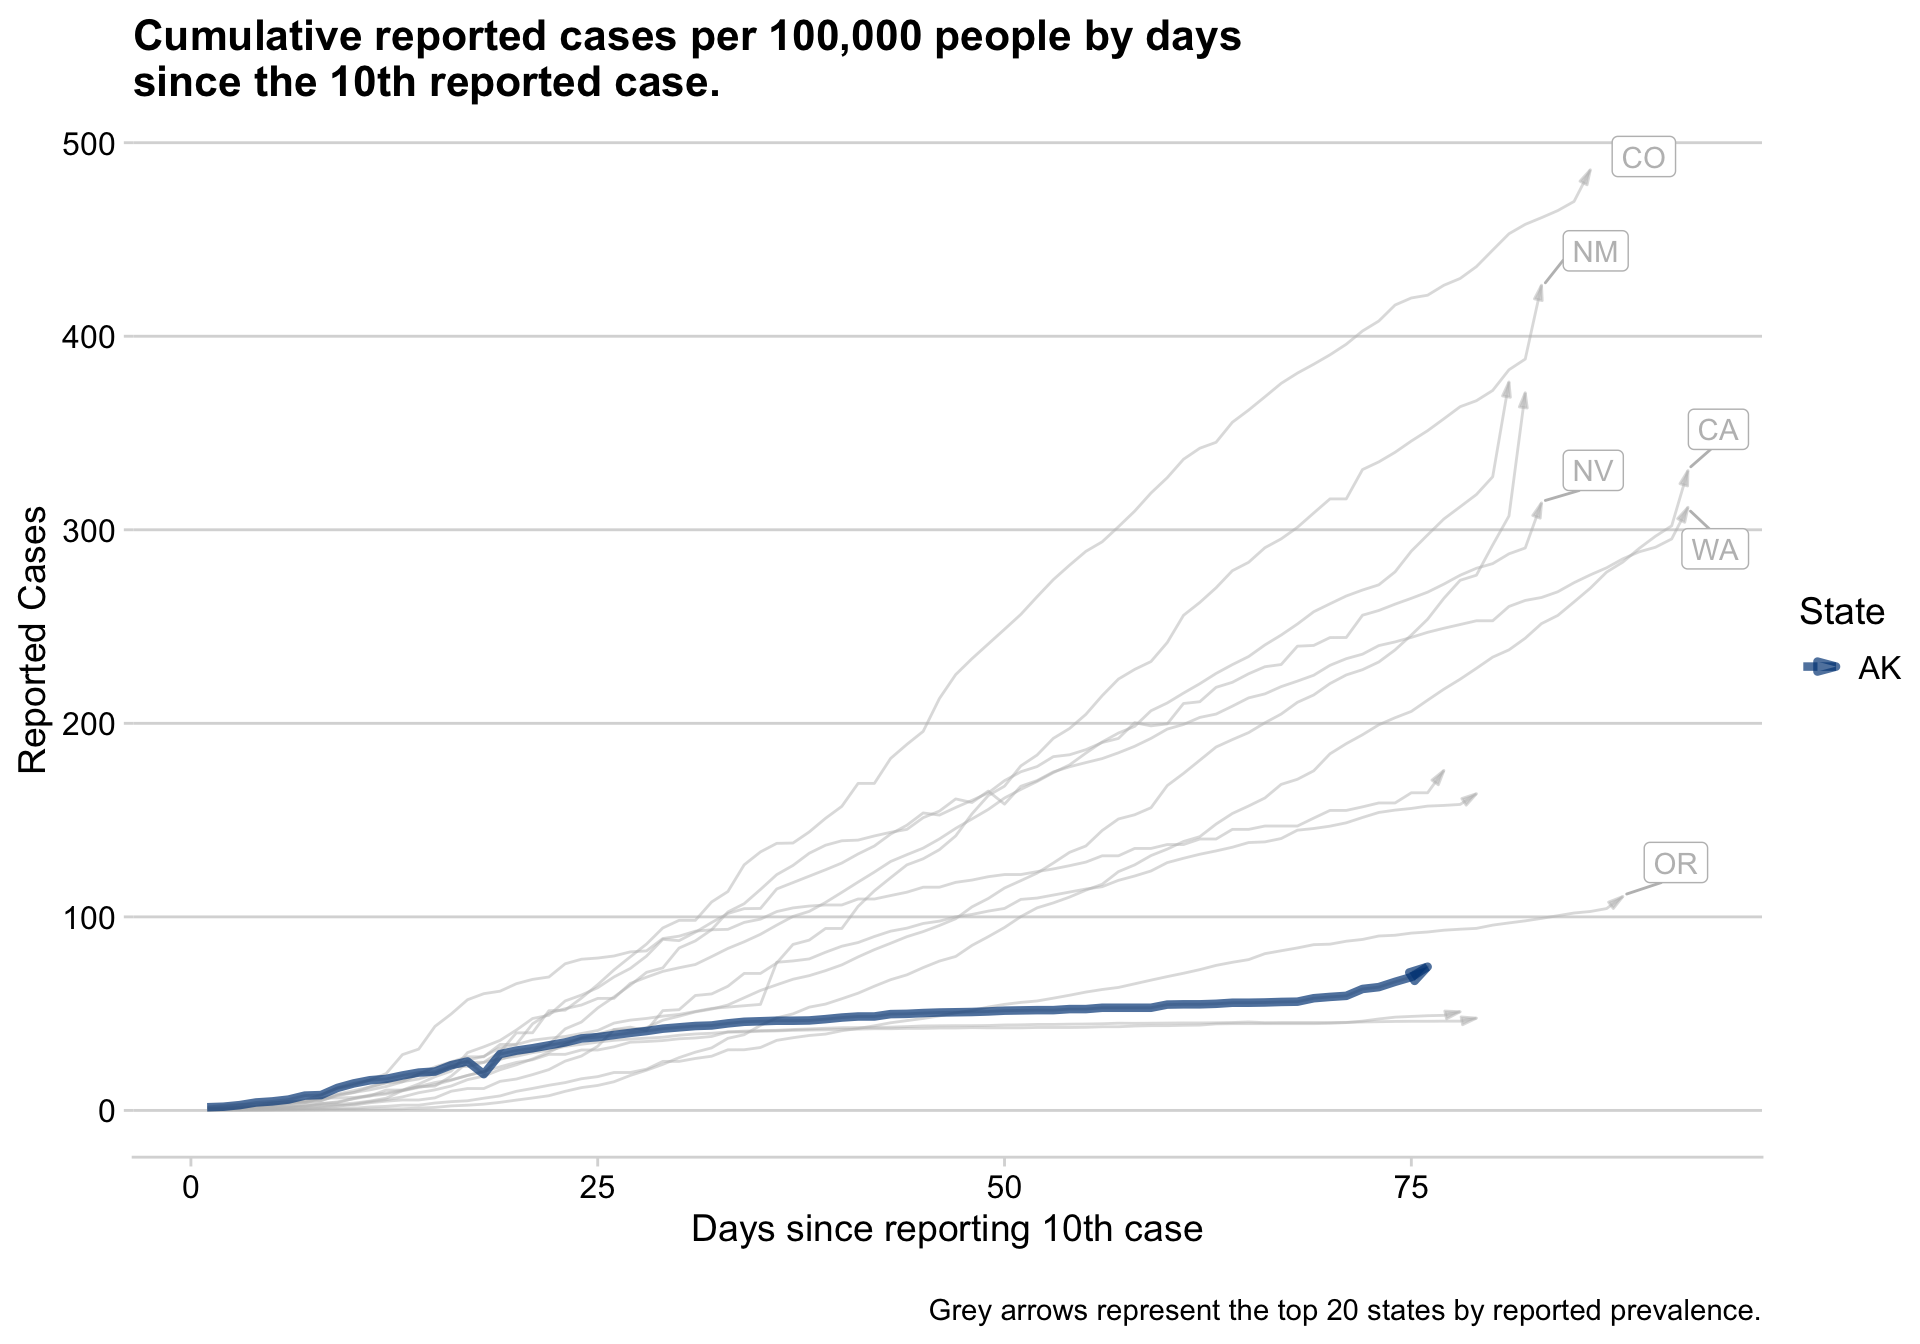 Cumulative reported cases per 100,000 people by days
since the 10th reported case.
500
400
300
200
100
0
Reported Cases
CO
NM
CA
NV
WA
OR
State
AK
0
25
50
75
Days since reporting 10th case
Grey arrows represent the top 20 states by reported prevalence.